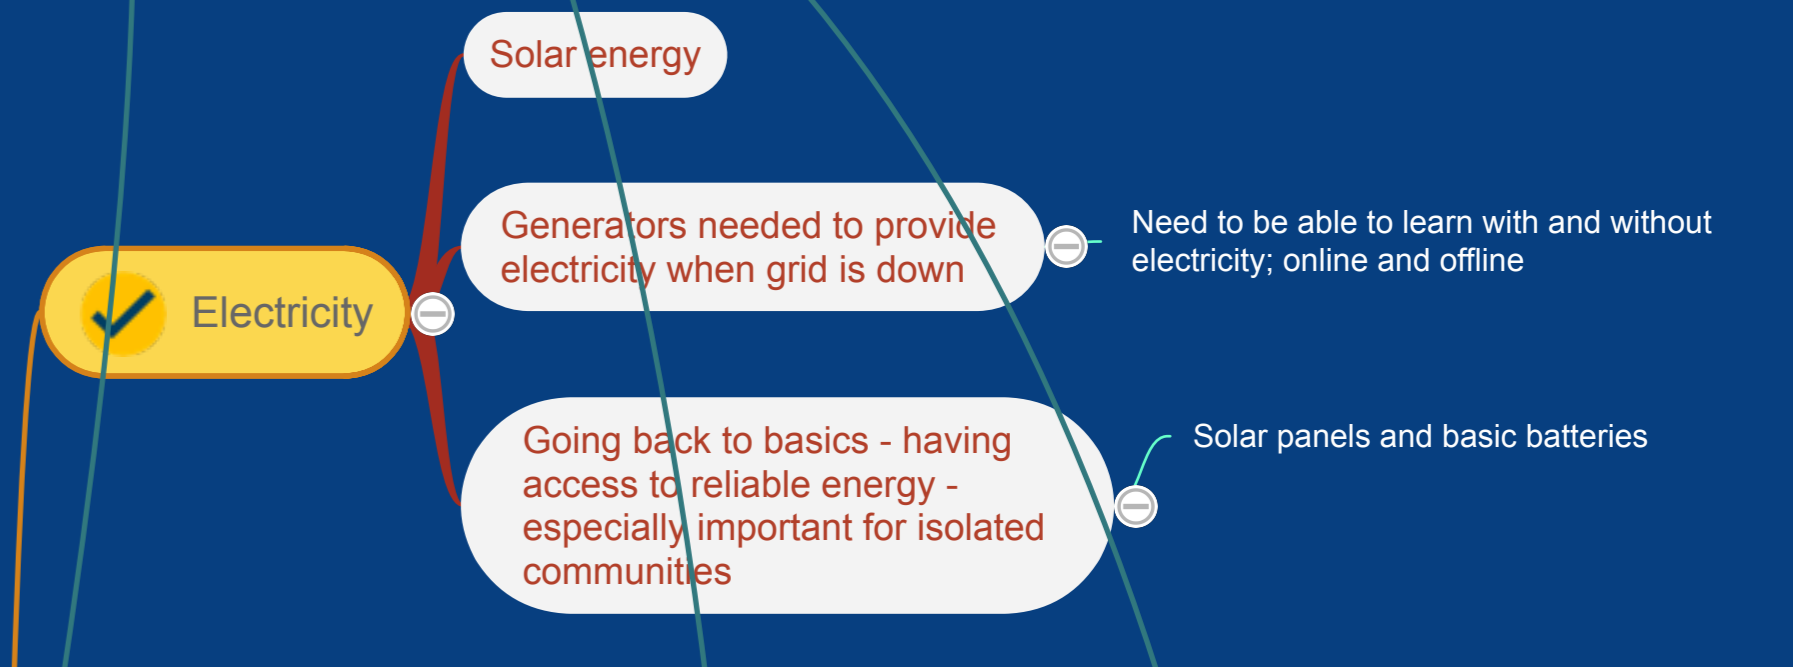 Solar energy
Generators needed to provide
electricity when grid is down
Need to be able to learn with and without
electricity; online and offline
Electricity
Going back to basics - having
access to reliable energy -
especially important for isolated
communities
Solar panels and basic batteries